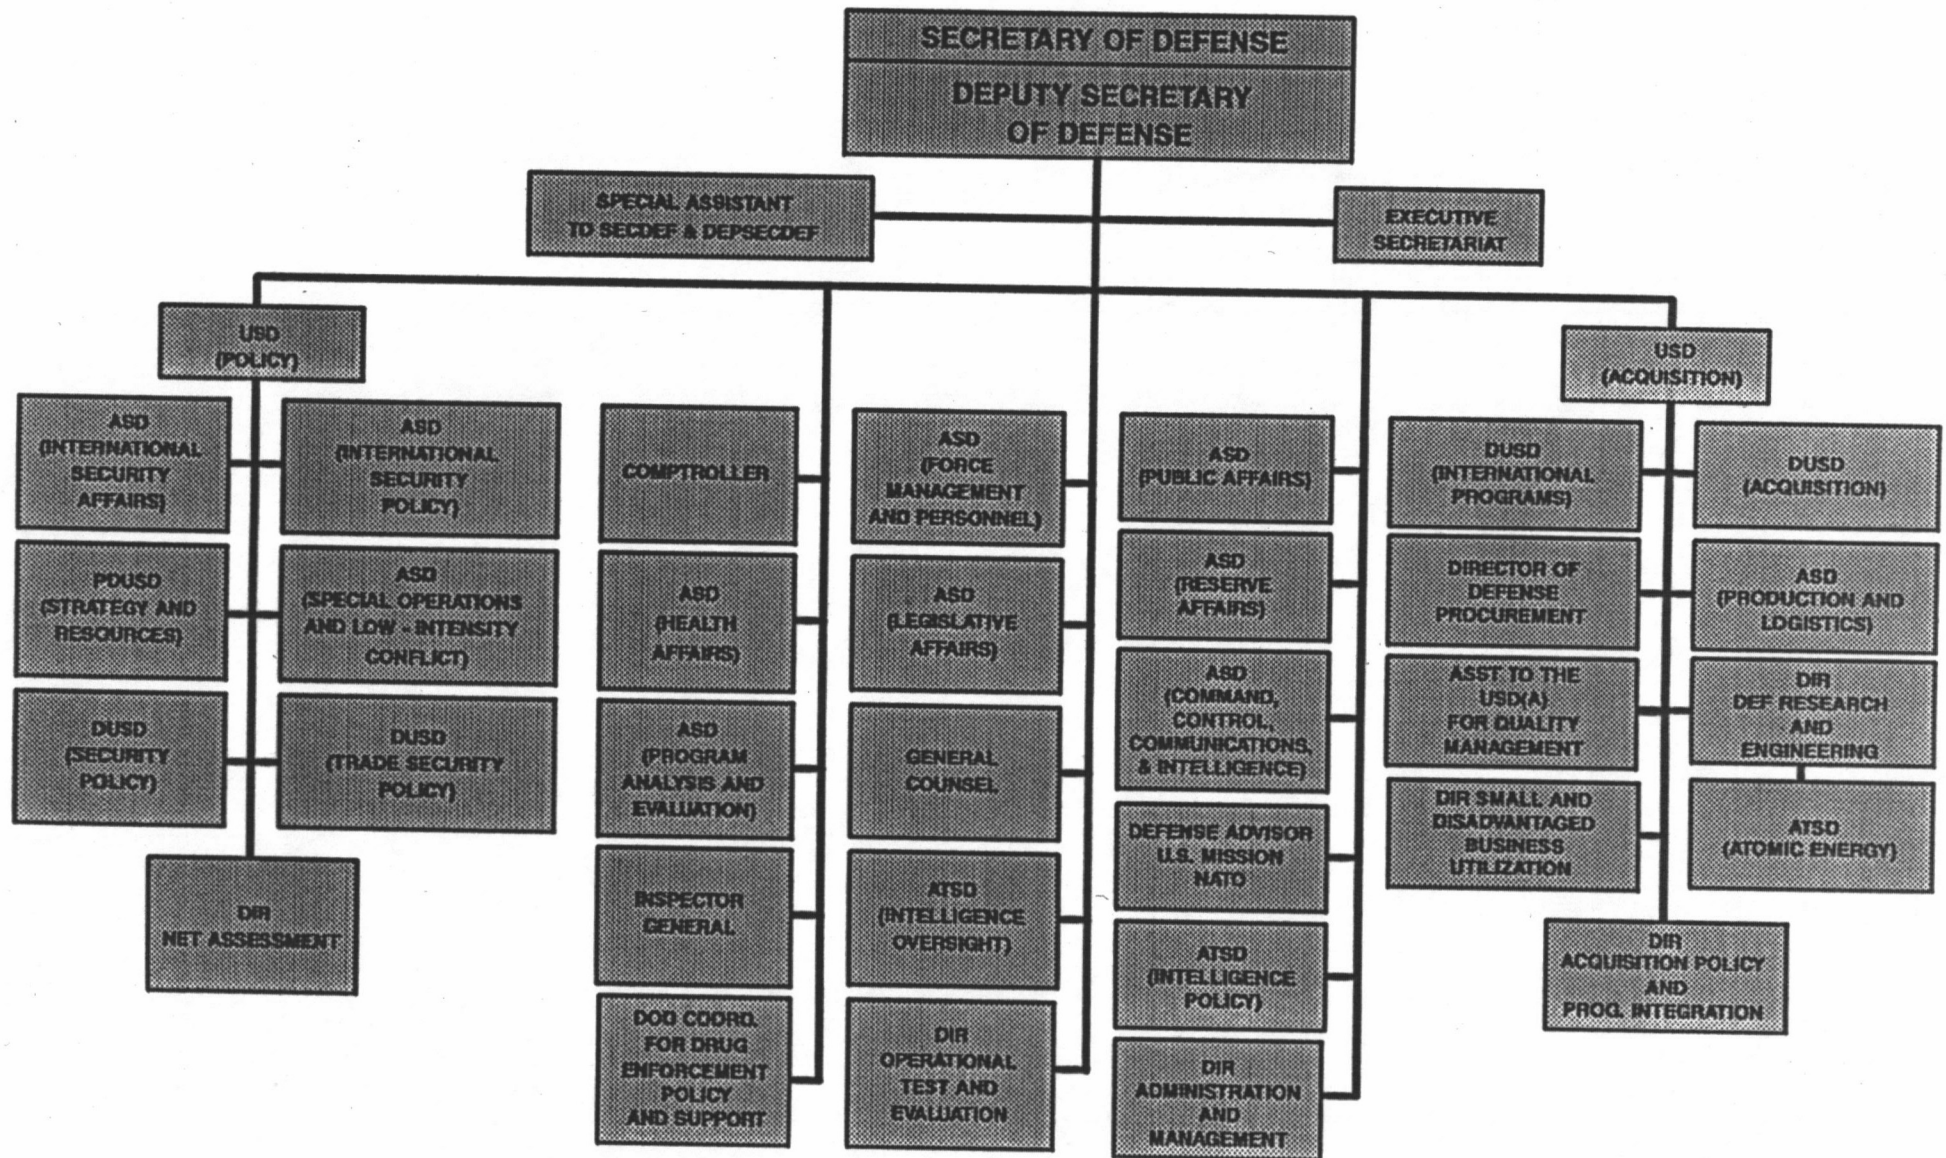 SECRETARY OF DEFENSE
DEPUTY SECRETARY
OF DEFENSE
SPECIAL ASSISTANT
TO SECDEF & DEPSECDEF
EXECUTIVE
SECRETARIAT
USD
(POLICY)
USD
(ACQUISITION)
ASD
(INTERNATIONAL
SECURITY
AFFAIRS)
ASD
(INTERNATIONAL
SECURITY
POLICY)
PDUSD
(STRATEGY AND
RESOURCES)
ASD
(SPECIAL OPERATIONS
AND LOW - INTENSITY
CONFLICT)
DUSD
(SECURITY
POLICY)
DUSD
(TRADE SECURITY
POLICY)
DIR
NET ASSESSMENT
COMPTROLLER
ASD
(HEALTH
AFFAIRS)
ASD
(PROGRAM
ANALYSIS AND
EVALUATION)
INSPECTOR
GENERAL
DOD COORD.
FOR DRUG
ENFORCEMENT
POLICY
AND SUPPORT
ASD
(FORCE
MANAGEMENT
AND PERSONNEL)
ASD
(LEGISLATIVE
AFFAIRS)
GENERAL
COUNSEL
ATSD
(INTELLIGENCE
OVERSIGHT)
DIR
OPERATIONAL
TEST AND
EVALUATION
ASD
(PUBLIC AFFAIRS)
ASD
(RESERVE
AFFAIRS)
ASD
(COMMAND,
CONTROL,
COMMUNICATIONS,
& INTELLIGENCE)
DEFENSE ADVISOR
U.S. MISSION
NATO
ATSD
(INTELLIGENCE
POLICY)
DIR
ADMINISTRATION
AND
MANAGEMENT
DUSD
(INTERNATIONAL
PROGRAMS)
DUSD
(ACQUISITION)
DIRECTOR OF
DEFENSE
PROCUREMENT
ASD
(PRODUCTION AND
LOGISTICS)
ASST TO THE
USD(A)
FOR QUALITY
MANAGEMENT
DIR
DEF RESEARCH
AND
ENGINEERING
DIR SMALL AND
DISADVANTAGED
BUSINESS
UTILIZATION
ATSD
(ATOMIC ENERGY)
DIR
ACQUISITION POLICY
AND
PROG. INTEGRATION